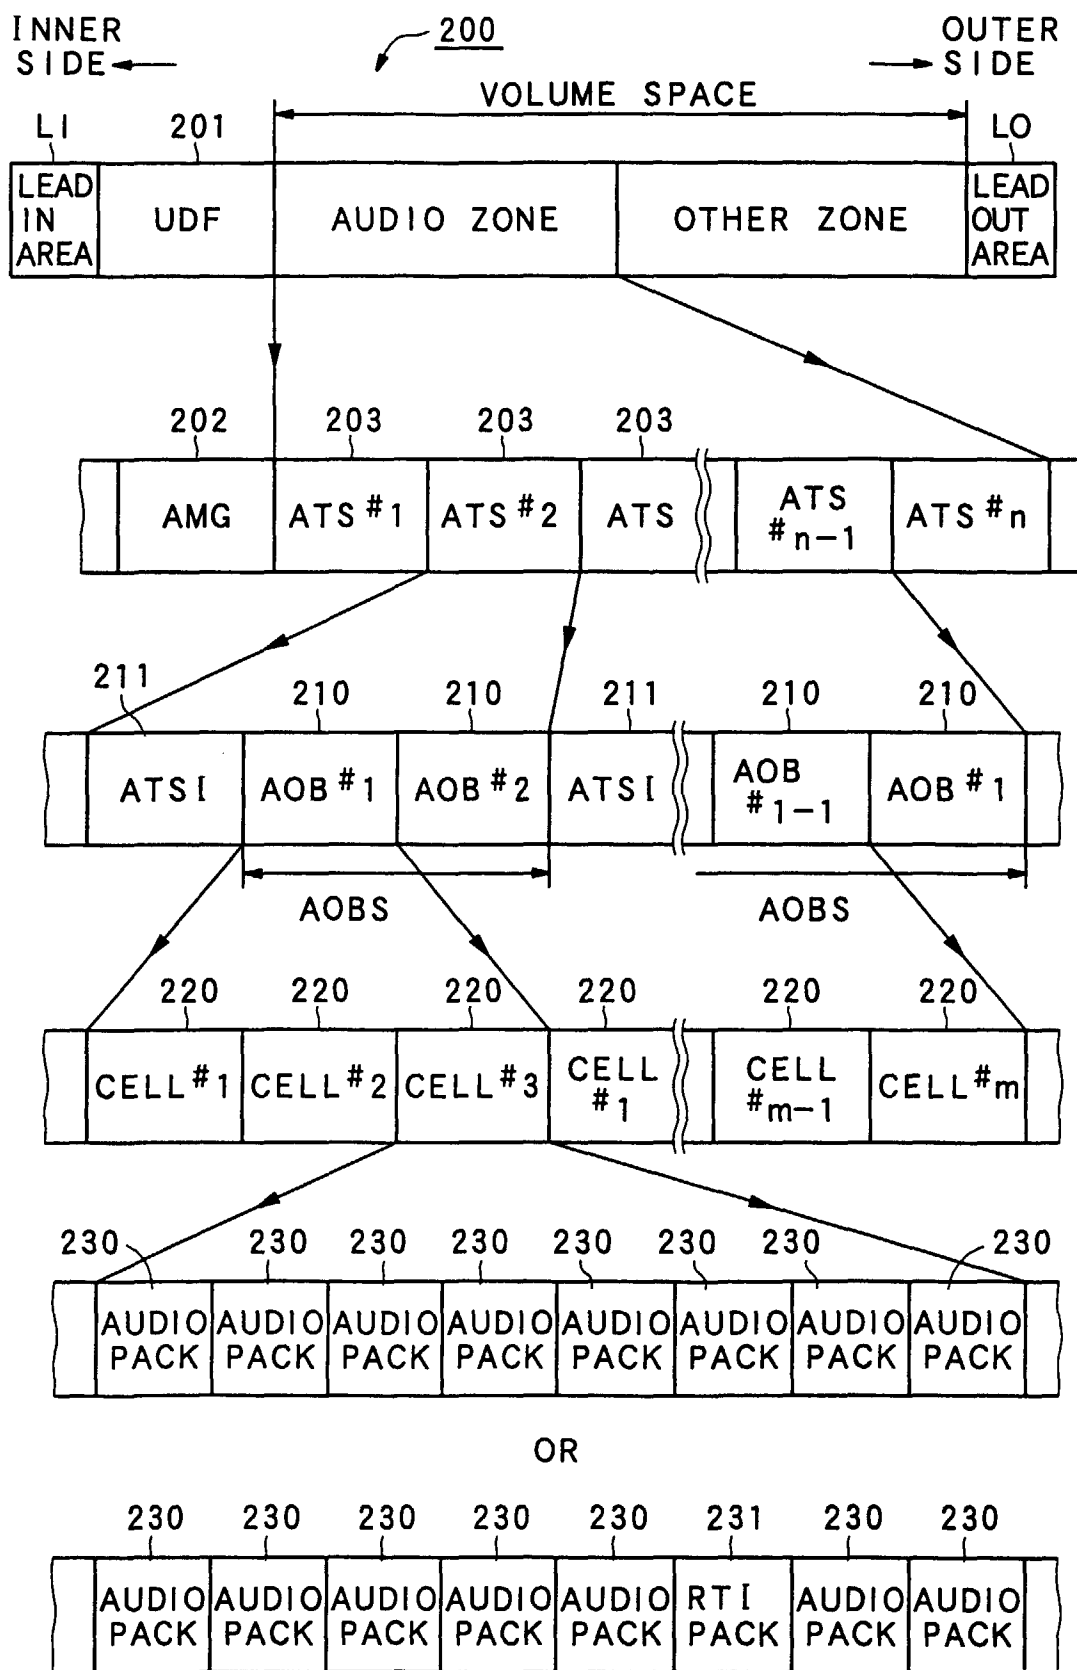 INNER SIDE
200
OUTER SIDE
VOLUME SPACE
LI 201 LO
LEAD IN AREA UDF AUDIO ZONE OTHER ZONE LEAD OUT AREA
202 203 203 203
AMG ATS #1 ATS #2 ATS ATS #n-1 ATS #n
211 210 210 211 210 210
ATSI AOB #1 AOB #2 ATSI AOB #1-1 AOB #1
AOBS AOBS
220 220 220 220 220 220
CELL #1 CELL #2 CELL #3 CELL #1 CELL #m-1 CELL #m
230 230 230 230 230 230 230 230
AUDIO PACK AUDIO PACK AUDIO PACK AUDIO PACK AUDIO PACK AUDIO PACK AUDIO PACK AUDIO PACK
OR
230 230 230 230 230 231 230 230
AUDIO PACK AUDIO PACK AUDIO PACK AUDIO PACK AUDIO PACK RTI PACK AUDIO PACK AUDIO PACK